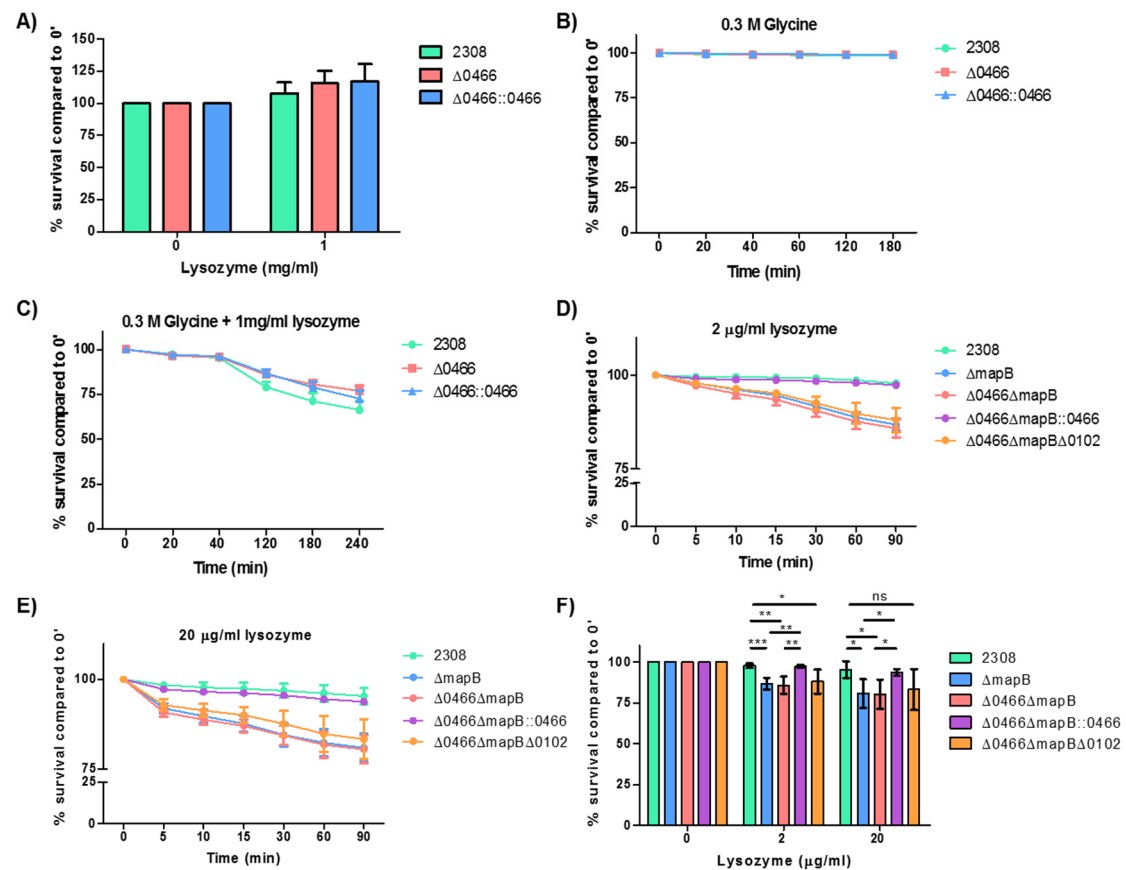 A)
% survival compared to 0'
150
125
100
75
50
25
0
0
1
Lysozyme (mg/ml)
2308
Δ0466
Δ0466::0466
B)
0.3 M Glycine
% survival compared to 0'
100
75
50
25
0
0 20 40 60 120 180
Time (min)
2308
Δ0466
Δ0466::0466
C)
0.3 M Glycine + 1mg/ml lysozyme
% survival compared to 0'
100
75
50
25
0
0 20 40 120 180 240
Time (min)
2308
Δ0466
Δ0466::0466
D)
2 µg/ml lysozyme
% survival compared to 0'
100
75
25
0
0 5 10 15 30 60 90
Time (min)
2308
ΔmapB
Δ0466ΔmapB
Δ0466ΔmapB::0466
Δ0466ΔmapBΔ0102
E)
20 µg/ml lysozyme
% survival compared to 0'
100
75
25
0
0 5 10 15 30 60 90
Time (min)
2308
ΔmapB
Δ0466ΔmapB
Δ0466ΔmapB::0466
Δ0466ΔmapBΔ0102
F)
% survival compared to 0'
100
75
50
25
0
* ns
** *
** *
*** ** * *
0 2 20
Lysozyme (µg/ml)
2308
ΔmapB
Δ0466ΔmapB
Δ0466ΔmapB::0466
Δ0466ΔmapBΔ0102